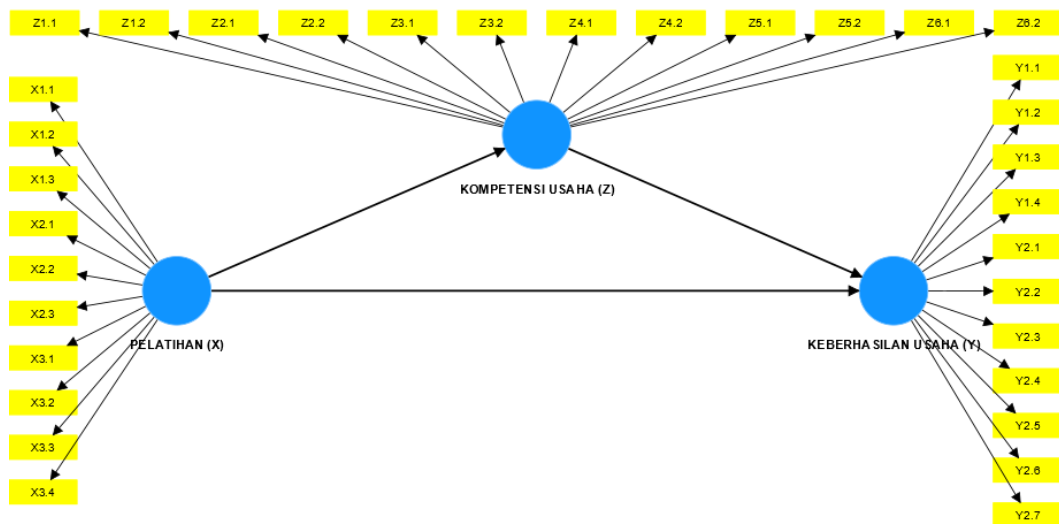 Z1.1
Z1.2
Z2.1
Z2.2
Z3.1
Z3.2
Z4.1
Z4.2
Z5.1
Z5.2
Z6.1
Z6.2
X1.1
X1.2
X1.3
X2.1
X2.2
X2.3
X3.1
X3.2
X3.3
X3.4
KOMPETENSI USAHA (Z)
PELATIHAN (X)
KEBERHASILAN USAHA (Y)
Y1.1
Y1.2
Y1.3
Y1.4
Y2.1
Y2.2
Y2.3
Y2.4
Y2.5
Y2.6
Y2.7